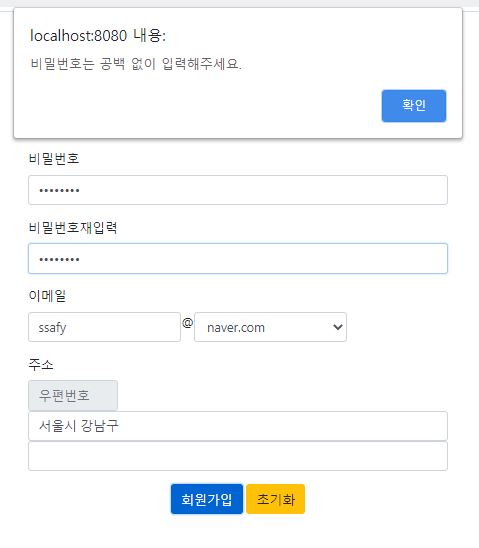 localhost:8080 내용:
비밀번호는 공백 없이 입력해주세요.
확인
비밀번호
••••••••
비밀번호재입력
••••••••
이메일
ssafy @ naver.com
주소
우편번호
서울시 강남구
회원가입 초기화